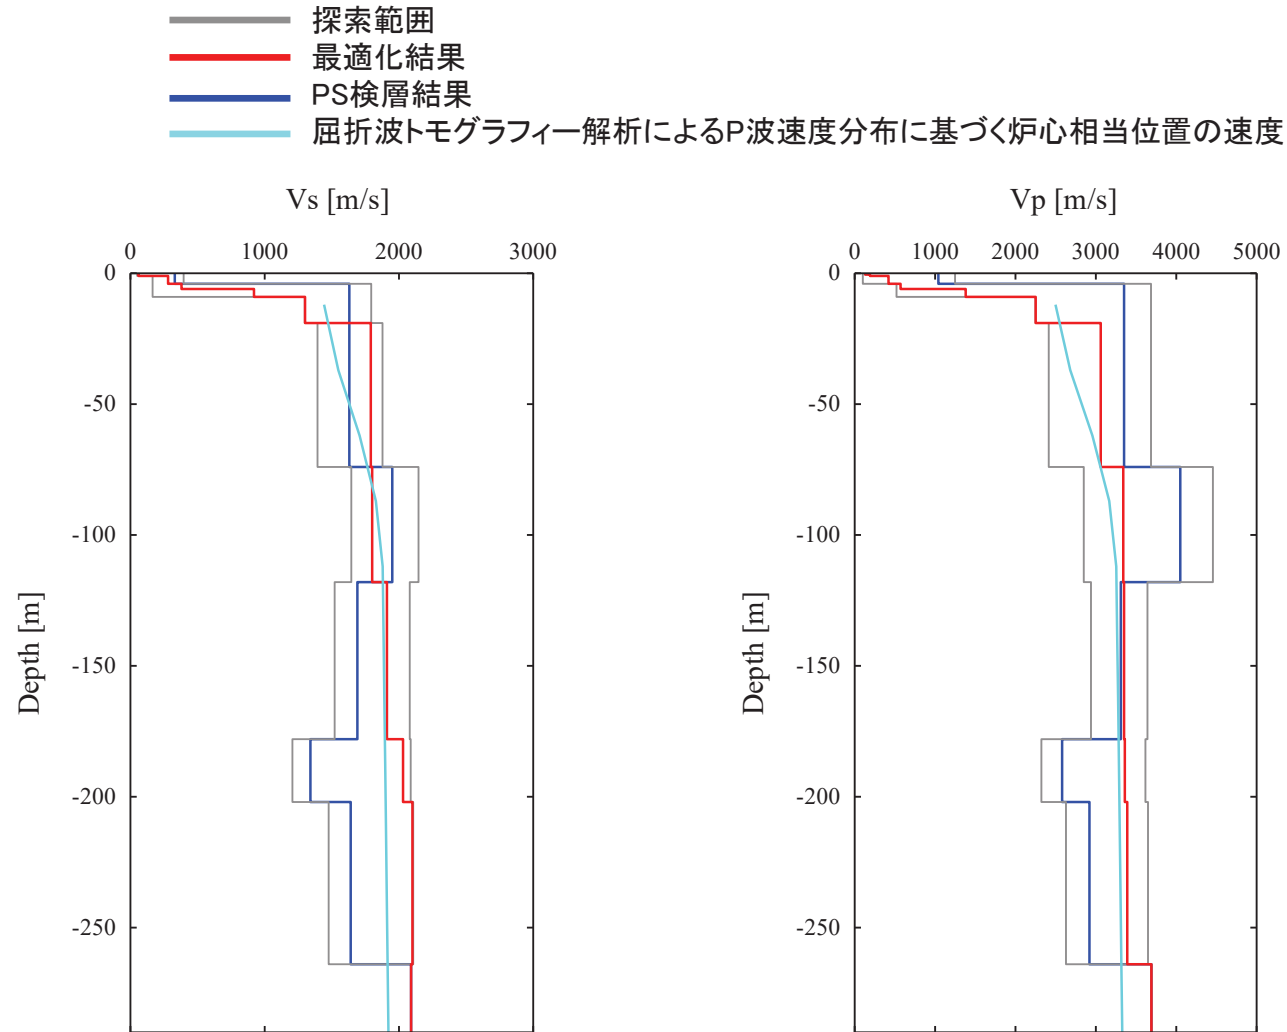 探索範囲
最適化結果
PS検層結果
屈折波トモグラフィー解析によるP波速度分布に基づく炉心相当位置の速度
Vs [m/s]
0 1000 2000 3000
0
-50
-100
-150
-200
-250
Depth [m]
Vp [m/s]
0 1000 2000 3000 4000 5000
0
-50
-100
-150
-200
-250
Depth [m]